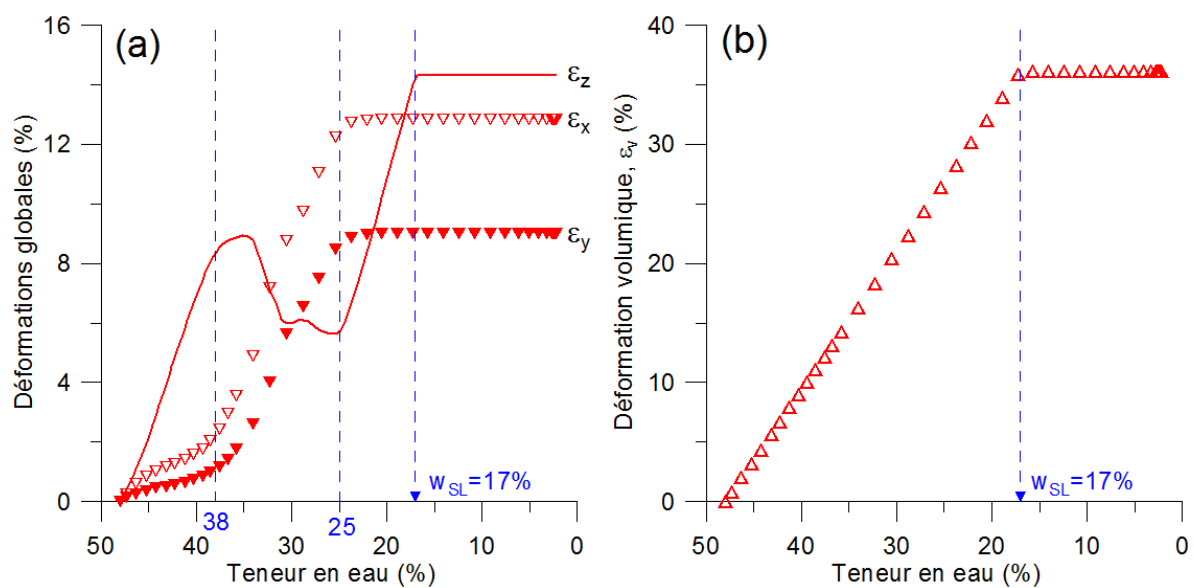 (a)
Déformations globales (%)
16
12
8
4
0
εz
εx
εy
38
25
wSL=17%
50
40
30
20
10
0
Teneur en eau (%)
(b)
Déformation volumique, εv (%)
40
30
20
10
0
wSL=17%
50
40
30
20
10
0
Teneur en eau (%)